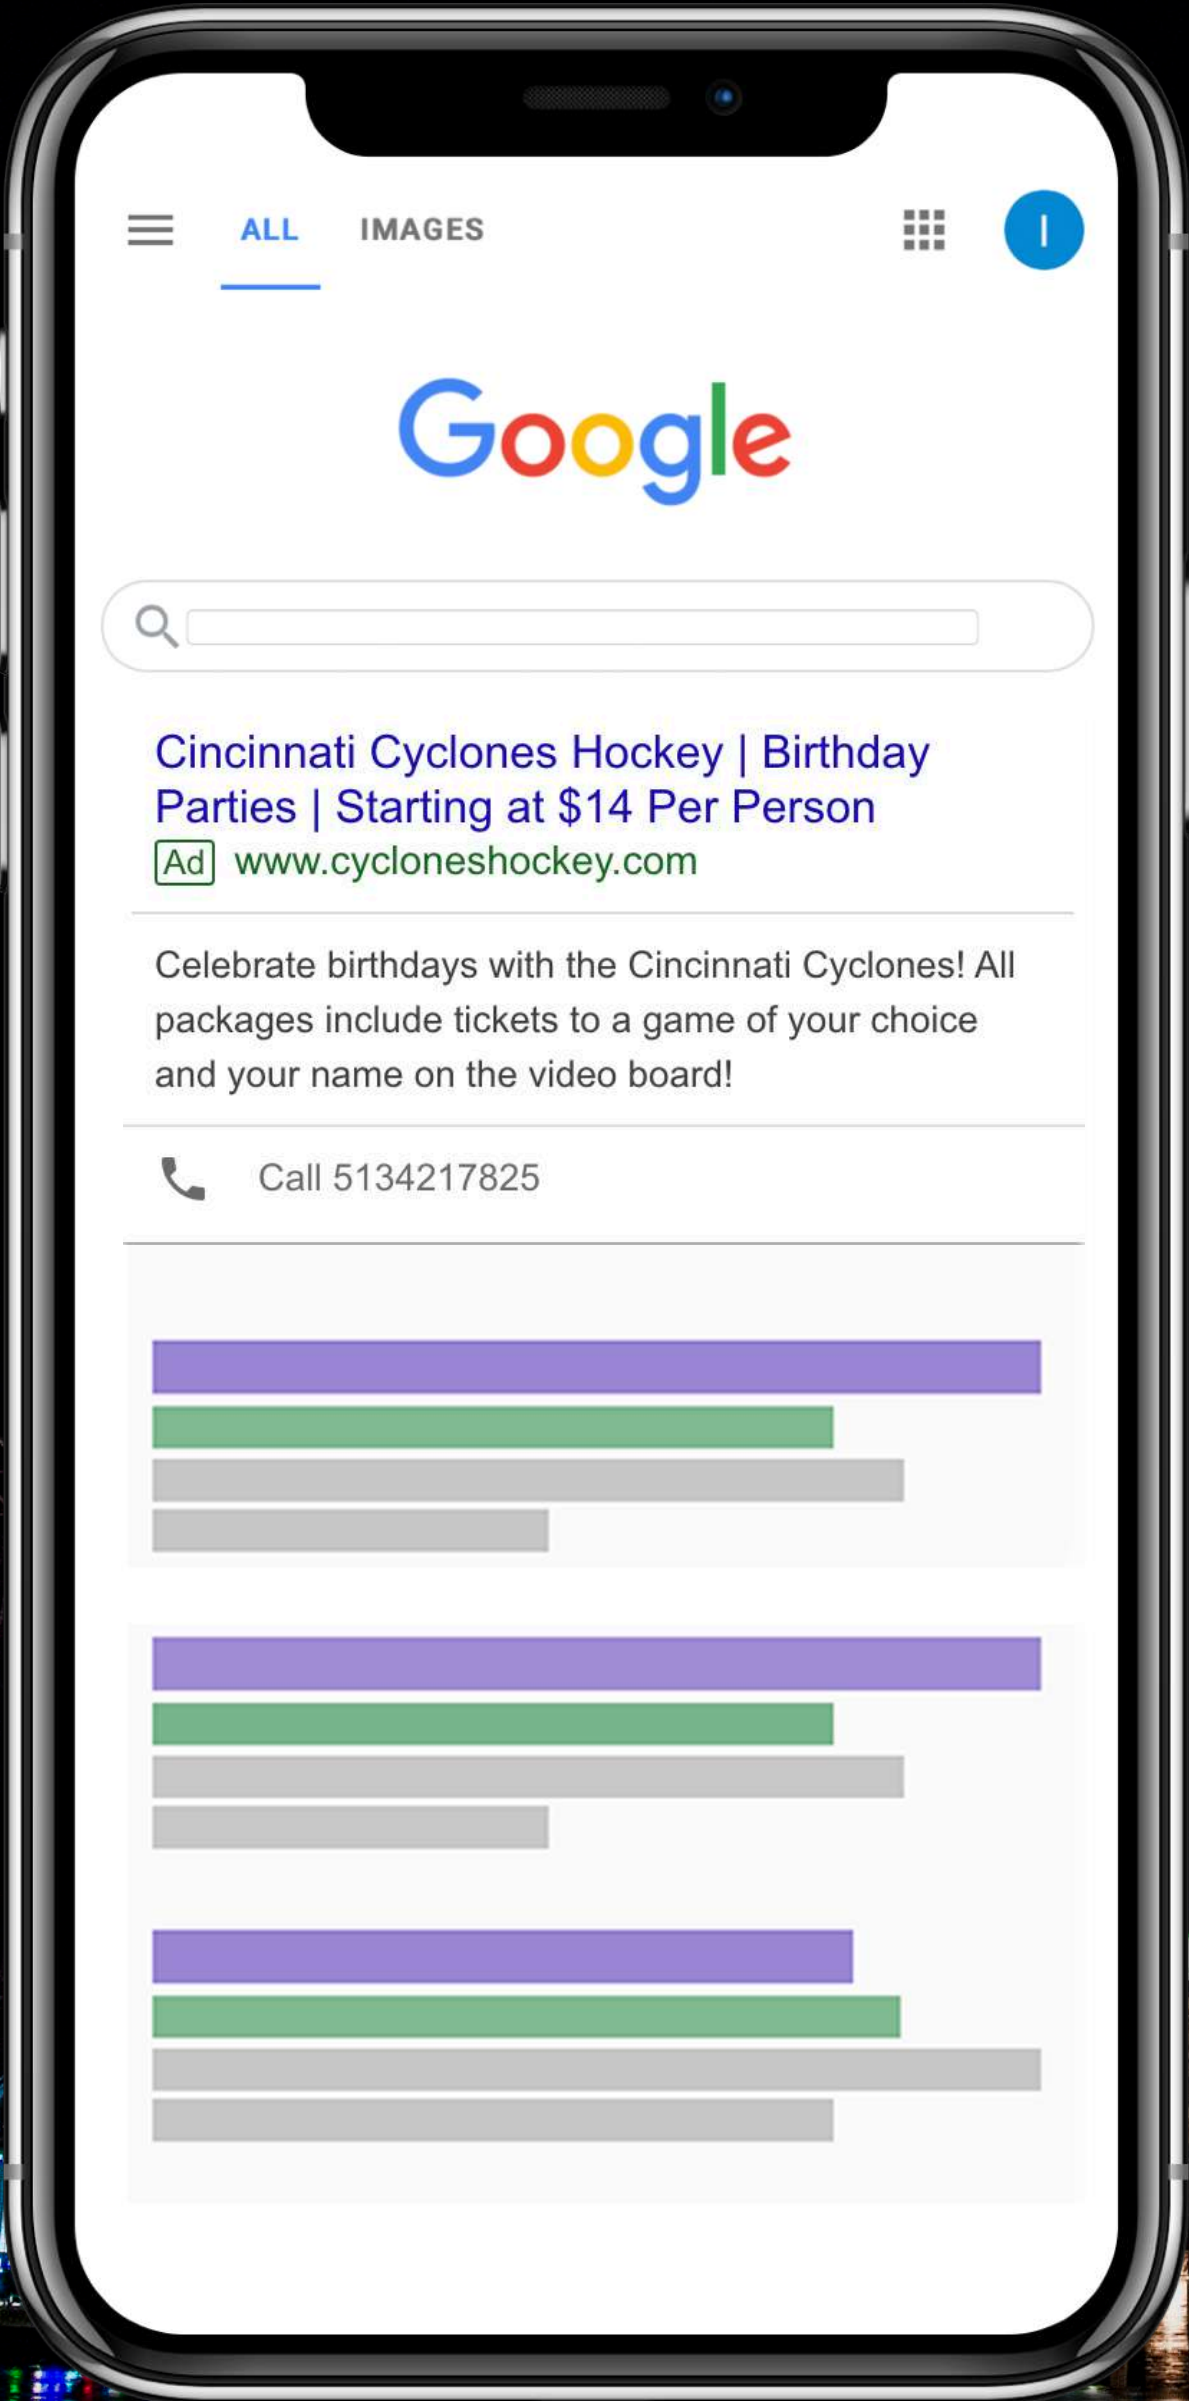 ALL IMAGES I
Google
Cincinnati Cyclones Hockey | Birthday
Parties | Starting at $14 Per Person
Ad www.cycloneshockey.com
Celebrate birthdays with the Cincinnati Cyclones! All
packages include tickets to a game of your choice
and your name on the video board!
Call 5134217825